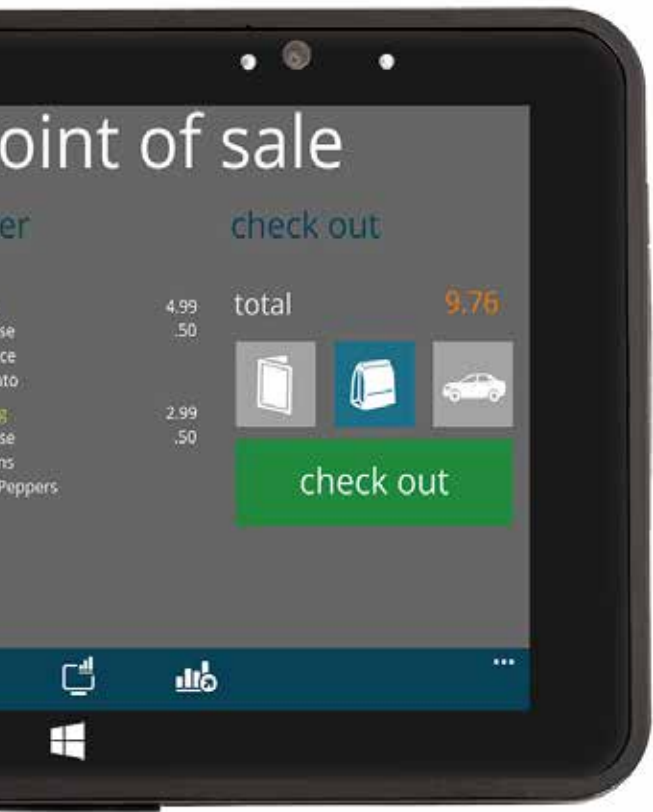 oint of sale
er check out
4.99 total 9.76
se .50
ce
ato
g 2.99
se .50
ns
Peppers
check out
...